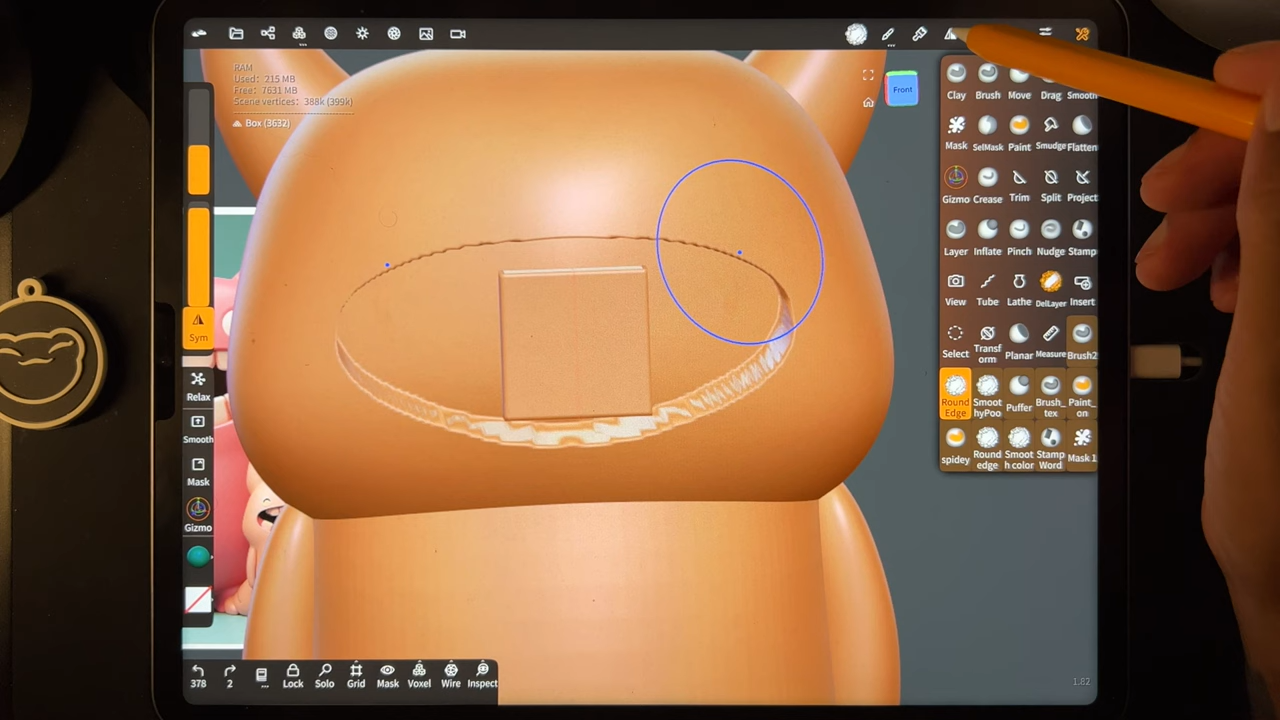 RAM
Used: 215 MB
Free: 7631 MB
Scene vertices: 388k (399k)
Box (3632)
Front
Clay Brush Move Drag Smooth
Mask SelMask Paint Smudge Flatten
Gizmo Crease Trim Split Project
Layer Inflate Pinch Nudge Stamp
View Tube Lathe DelLayer Insert
Select Transf
orm Planar Measure Brush2
Round
Edge Smoot
hyPoo Puffer Brush_
tex Paint_
on
spidey Round
edge Smoot
h color Stamp
Word Mask 1
Sym
Relax
Smooth
Mask
Gizmo
378 2 ... Lock Solo Grid Mask Voxel Wire Inspect
1.82